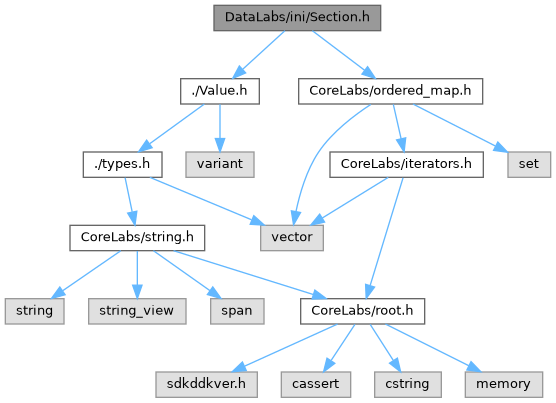 DataLabs/ini/Section.h
./Value.h
CoreLabs/ordered_map.h
./types.h
variant
CoreLabs/iterators.h
set
CoreLabs/string.h
vector
string
string_view
span
CoreLabs/root.h
sdkddkver.h
cassert
cstring
memory